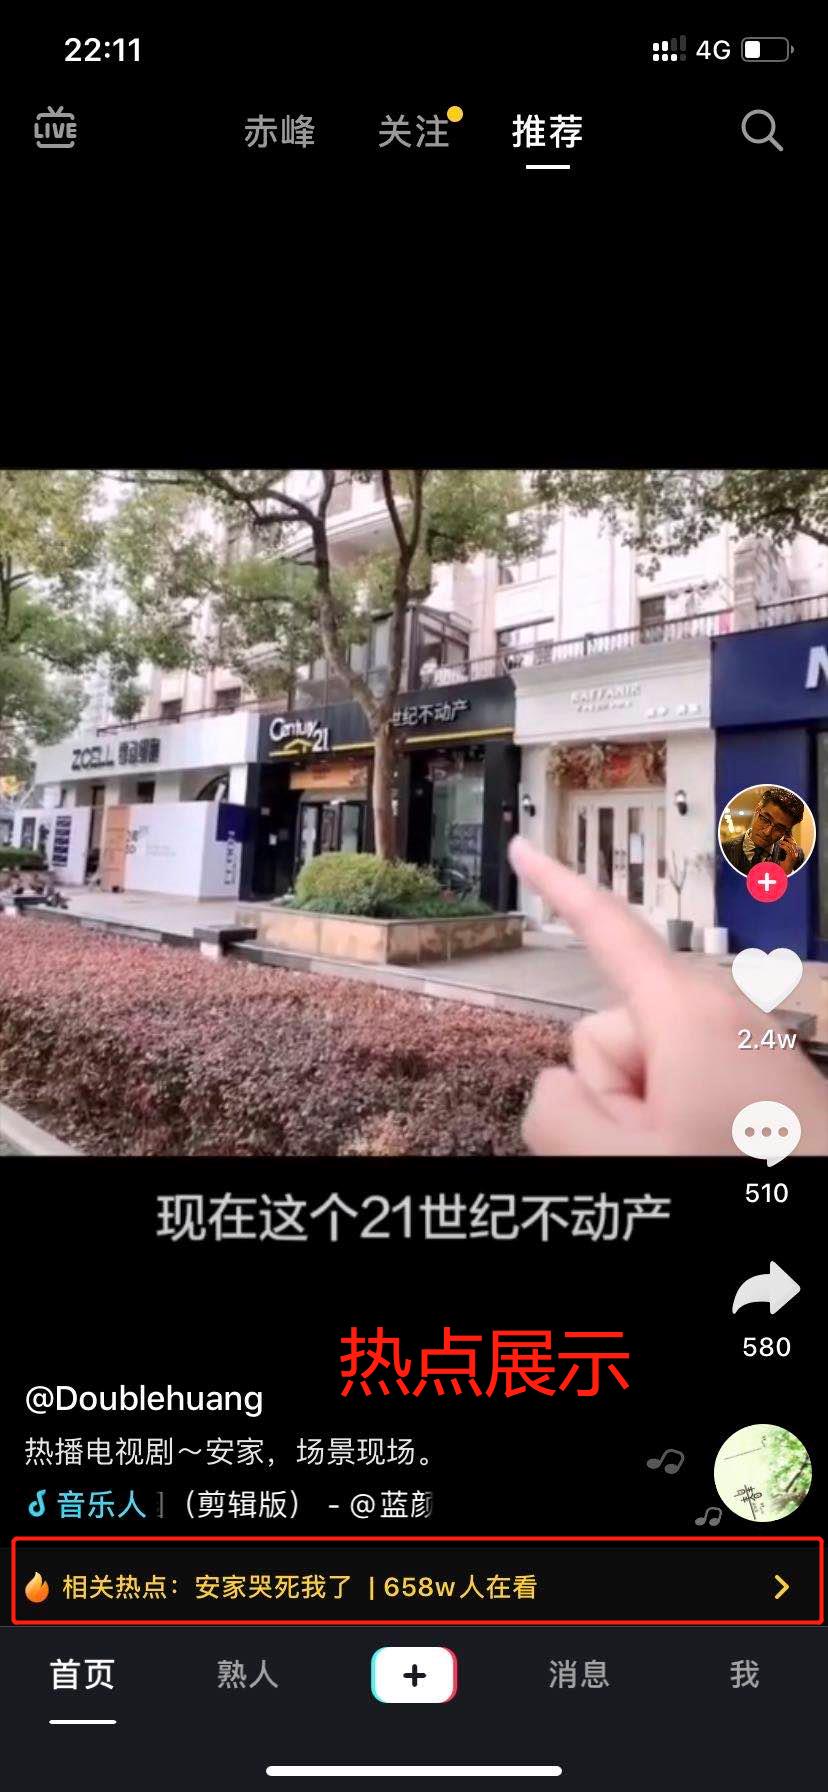 22:11
4G
LIVE
赤峰
关注
推荐
ZCELL
Century 21
世纪不动产
N
2.4w
510
现在这个21世纪不动产
580
热点展示
@Doublehuang
热播电视剧～安家，场景现场。
音乐人
（剪辑版） - @蓝颜
相关热点：安家哭死我了 | 658w人在看
首页
熟人
消息
我